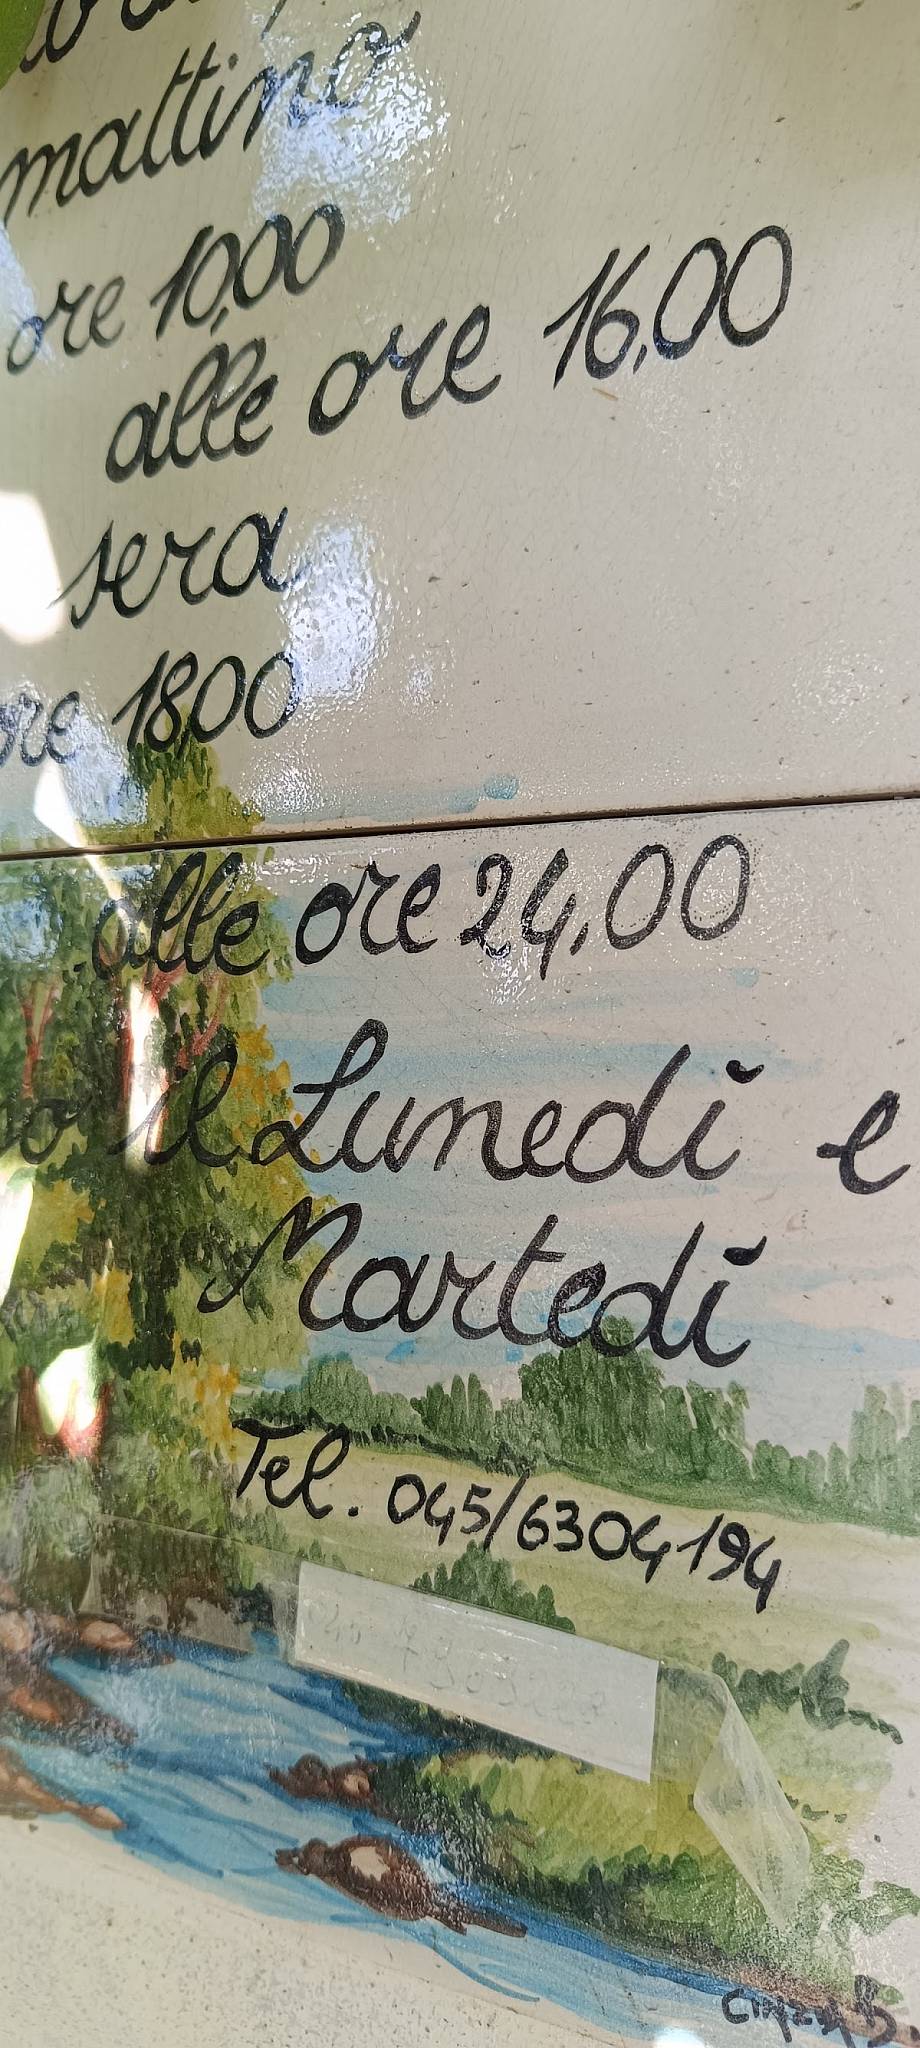 mattino
ore 10,00
alle ore 16,00
sera
ore 18,00
alle ore 24,00
il Lunedì e
Martedì
Tel. 045/6304194